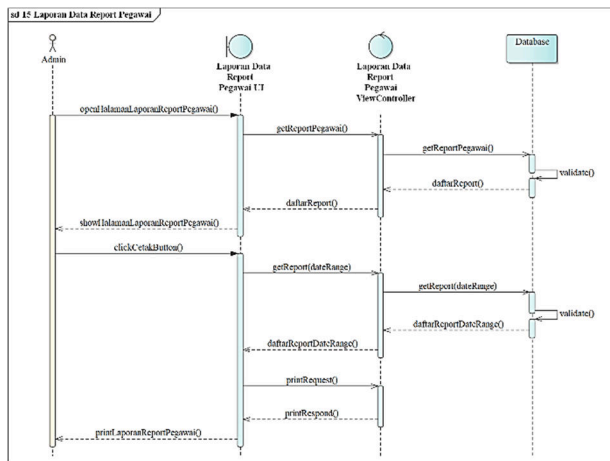 sd 15 Laporan Data Report Pegawai
Admin
Laporan Data
Report
Pegawai UI
Laporan Data
Report
Pegawai
ViewController
Database
openHalamanLaporanReportPegawai()
getReportPegawai()
getReportPegawai()
validate()
daftarReport()
daftarReport()
showHalamanLaporanReportPegawai()
clickCetakButton()
getReport(dateRange)
getReport(dateRange)
validate()
daftarReportDateRange()
daftarReportDateRange()
printRequest()
printRespond()
printLaporanReportPegawai()